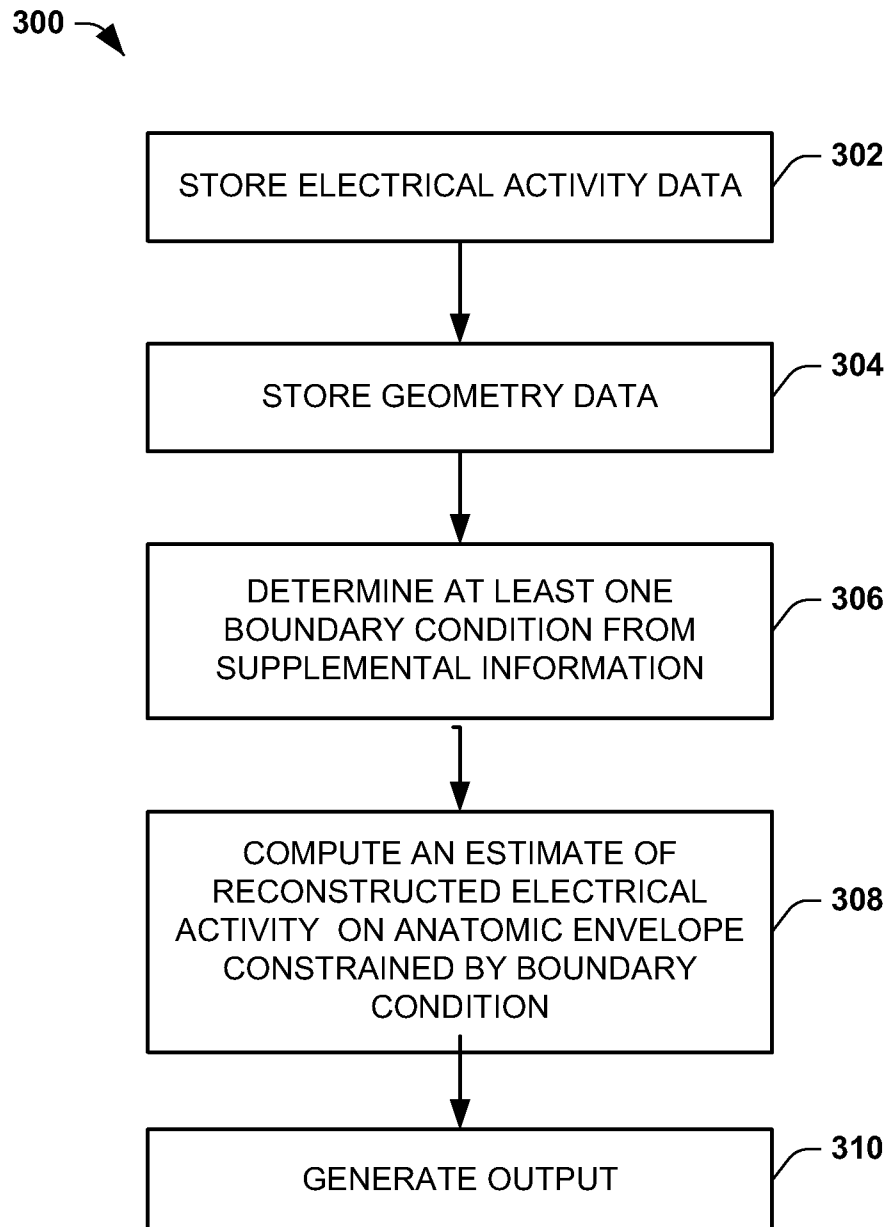 300
STORE ELECTRICAL ACTIVITY DATA
302
STORE GEOMETRY DATA
304
DETERMINE AT LEAST ONE
BOUNDARY CONDITION FROM
SUPPLEMENTAL INFORMATION
306
COMPUTE AN ESTIMATE OF
RECONSTRUCTED ELECTRICAL
ACTIVITY ON ANATOMIC ENVELOPE
CONSTRAINED BY BOUNDARY
CONDITION
308
GENERATE OUTPUT
310